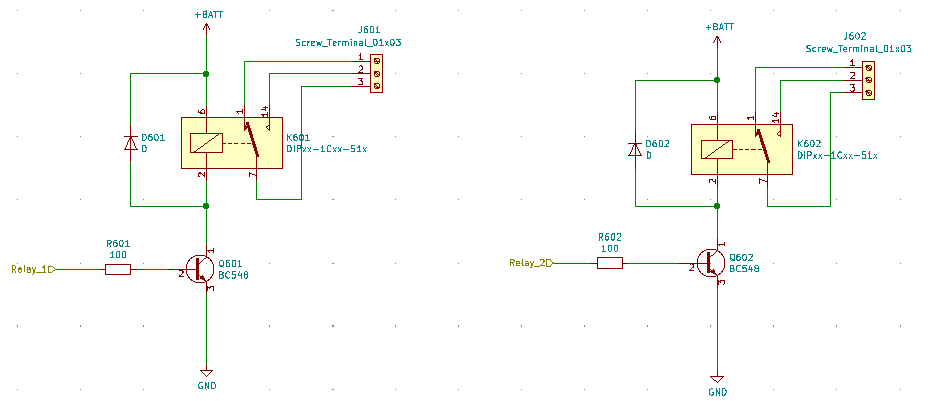 +BATT
J601
Screw_Terminal_01x03
1
2
3
6
1
14
D601
D
K601
DIPxx-1Cxx-51x
2
7
R601
100
Relay_1
1
2
Q601
BC548
3
GND
+BATT
J602
Screw_Terminal_01x03
1
2
3
6
1
14
D602
D
K602
DIPxx-1Cxx-51x
2
7
R602
100
Relay_2
1
2
Q602
BC548
3
GND